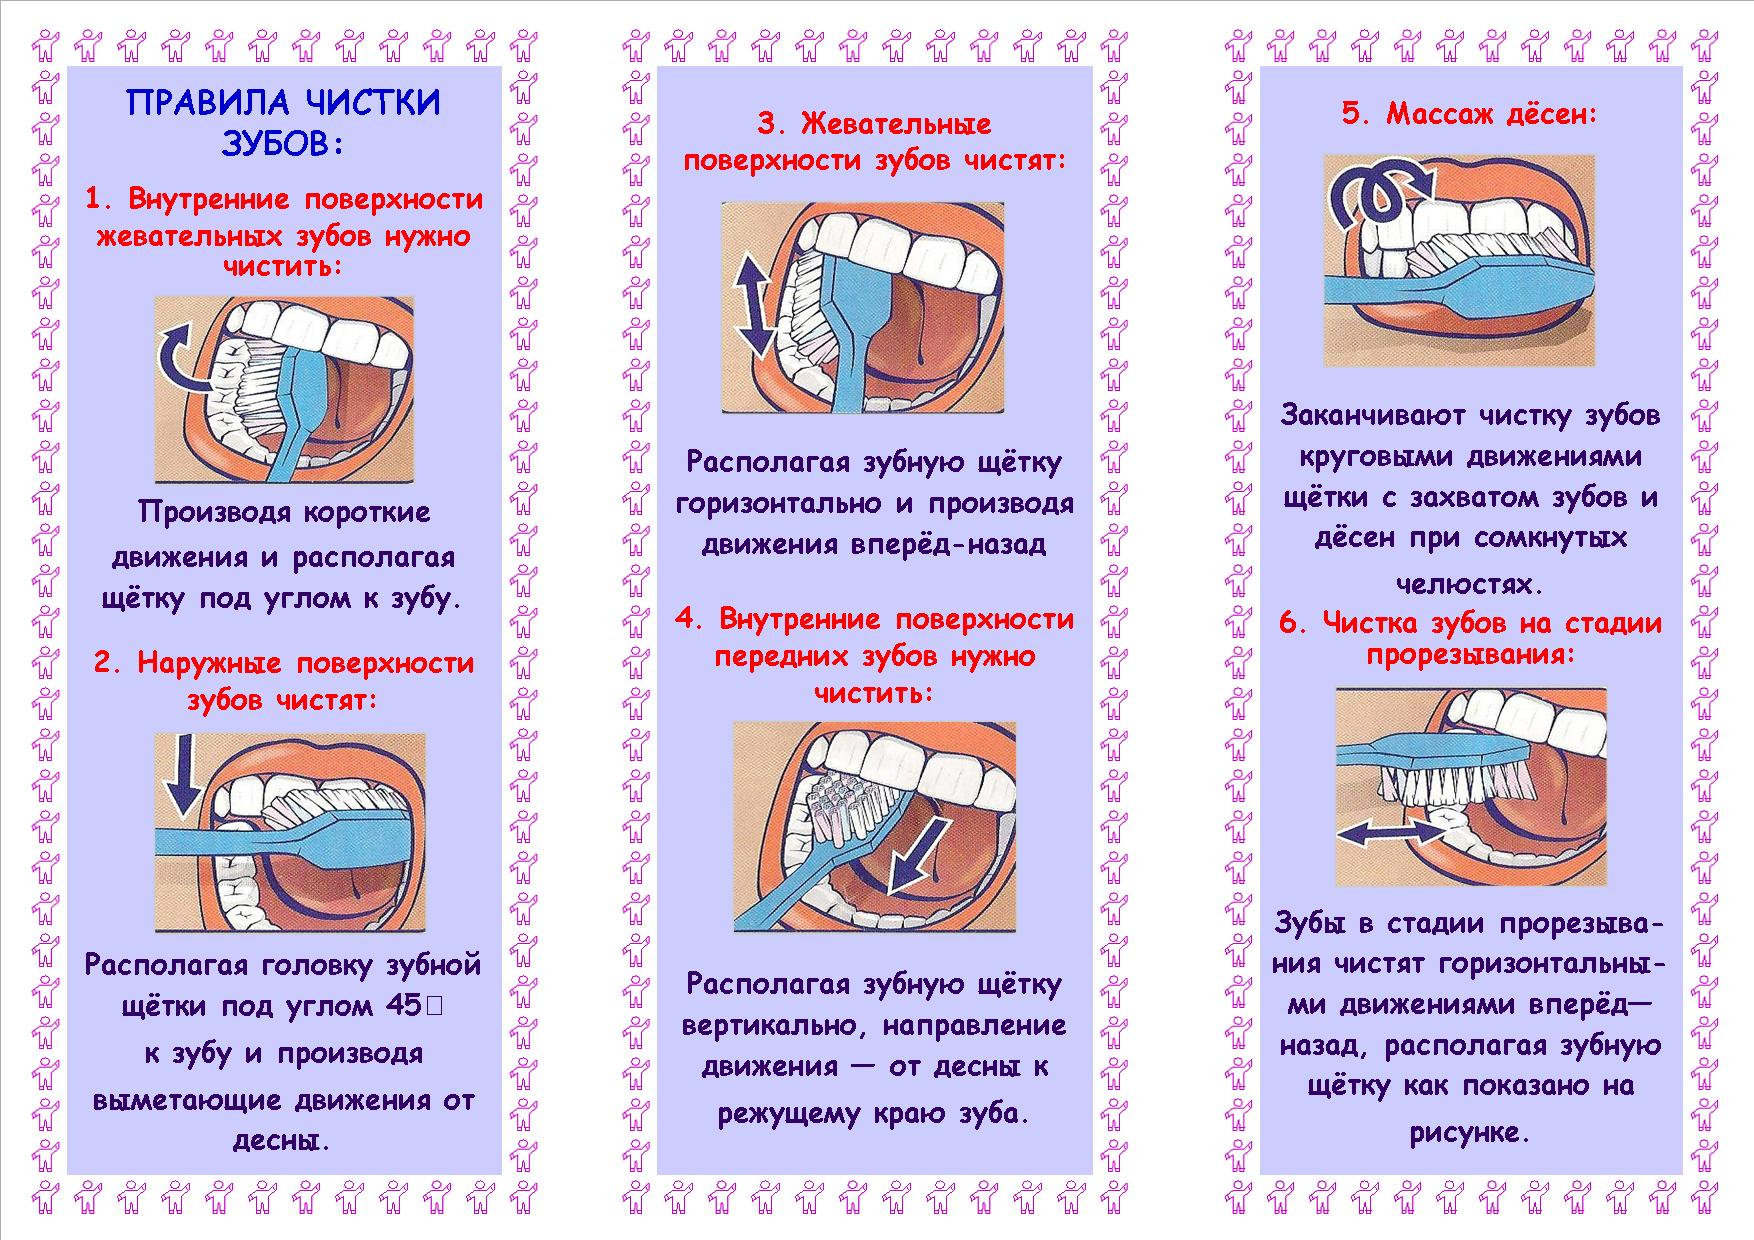 ПРАВИЛА ЧИСТКИ
ЗУБОВ:
1. Внутренние поверхности
жевательных зубов нужно
чистить:
Производя короткие
движения и располагая
щётку под углом к зубу.
2. Наружные поверхности
зубов чистят:
Располагая головку зубной
щётки под углом 45□
к зубу и производя
выметающие движения от
десны.
3. Жевательные
поверхности зубов чистят:
Располагая зубную щётку
горизонтально и производя
движения вперёд-назад
4. Внутренние поверхности
передних зубов нужно
чистить:
Располагая зубную щётку
вертикально, направление
движения — от десны к
режущему краю зуба.
5. Массаж дёсен:
Заканчивают чистку зубов
круговыми движениями
щётки с захватом зубов и
дёсен при сомкнутых
челюстях.
6. Чистка зубов на стадии
прорезывания:
Зубы в стадии прорезыва-
ния чистят горизонтальны-
ми движениями вперёд—
назад, располагая зубную
щётку как показано на
рисунке.